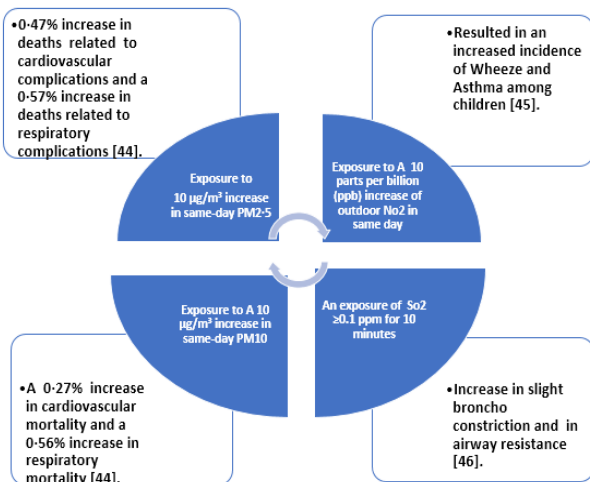 •0·47% increase in
deaths related to
cardiovascular
complications and a
0·57% increase in
deaths related to
respiratory
complications [44].
•Resulted in an
increased incidence
of Wheeze and
Asthma among
children [45].
Exposure to
10 µg/m³ increase
in same-day PM2·5
Exposure to A 10
parts per billion
(ppb) increase of
outdoor No2 in
same day
Exposure to A 10
µg/m³ increase in
same-day PM10
An exposure of So2
≥0.1 ppm for 10
minutes
•A 0·27% increase
in cardiovascular
mortality and a
0·56% increase in
respiratory
mortality [44].
•Increase in slight
broncho
constriction and in
airway resistance
[46].